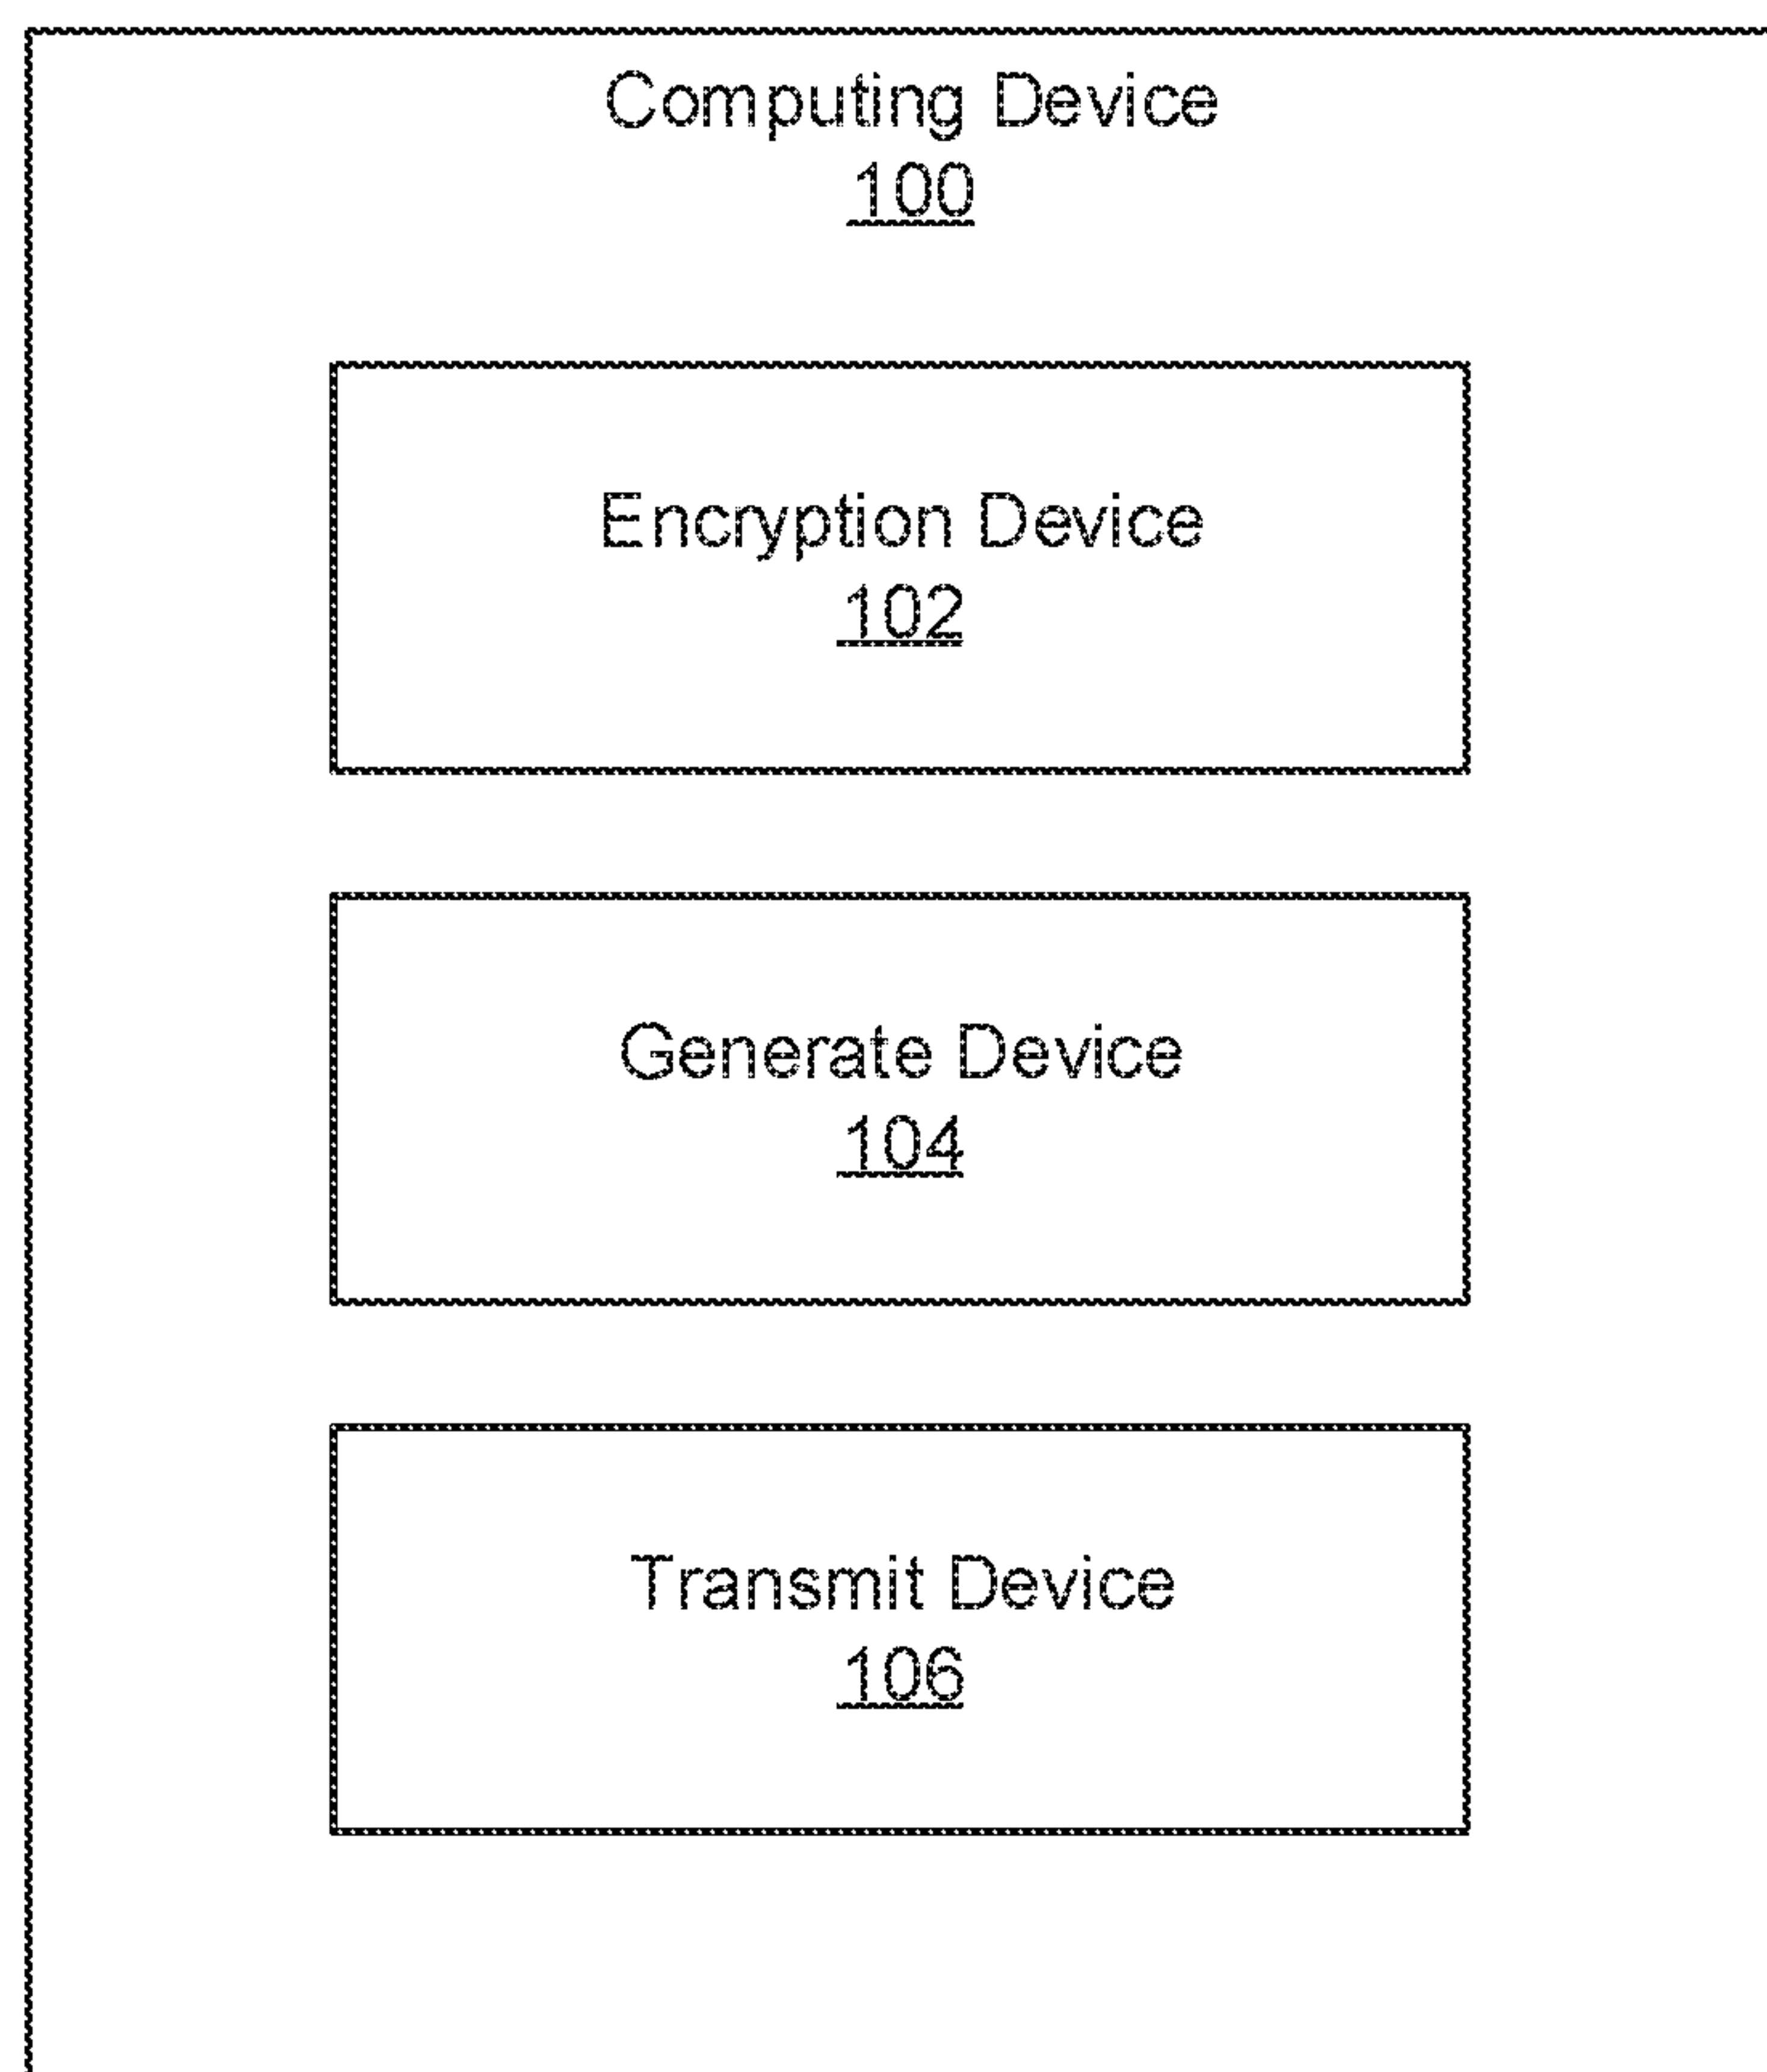 Computing Device
100
Encryption Device
102
Generate Device
104
Transmit Device
106